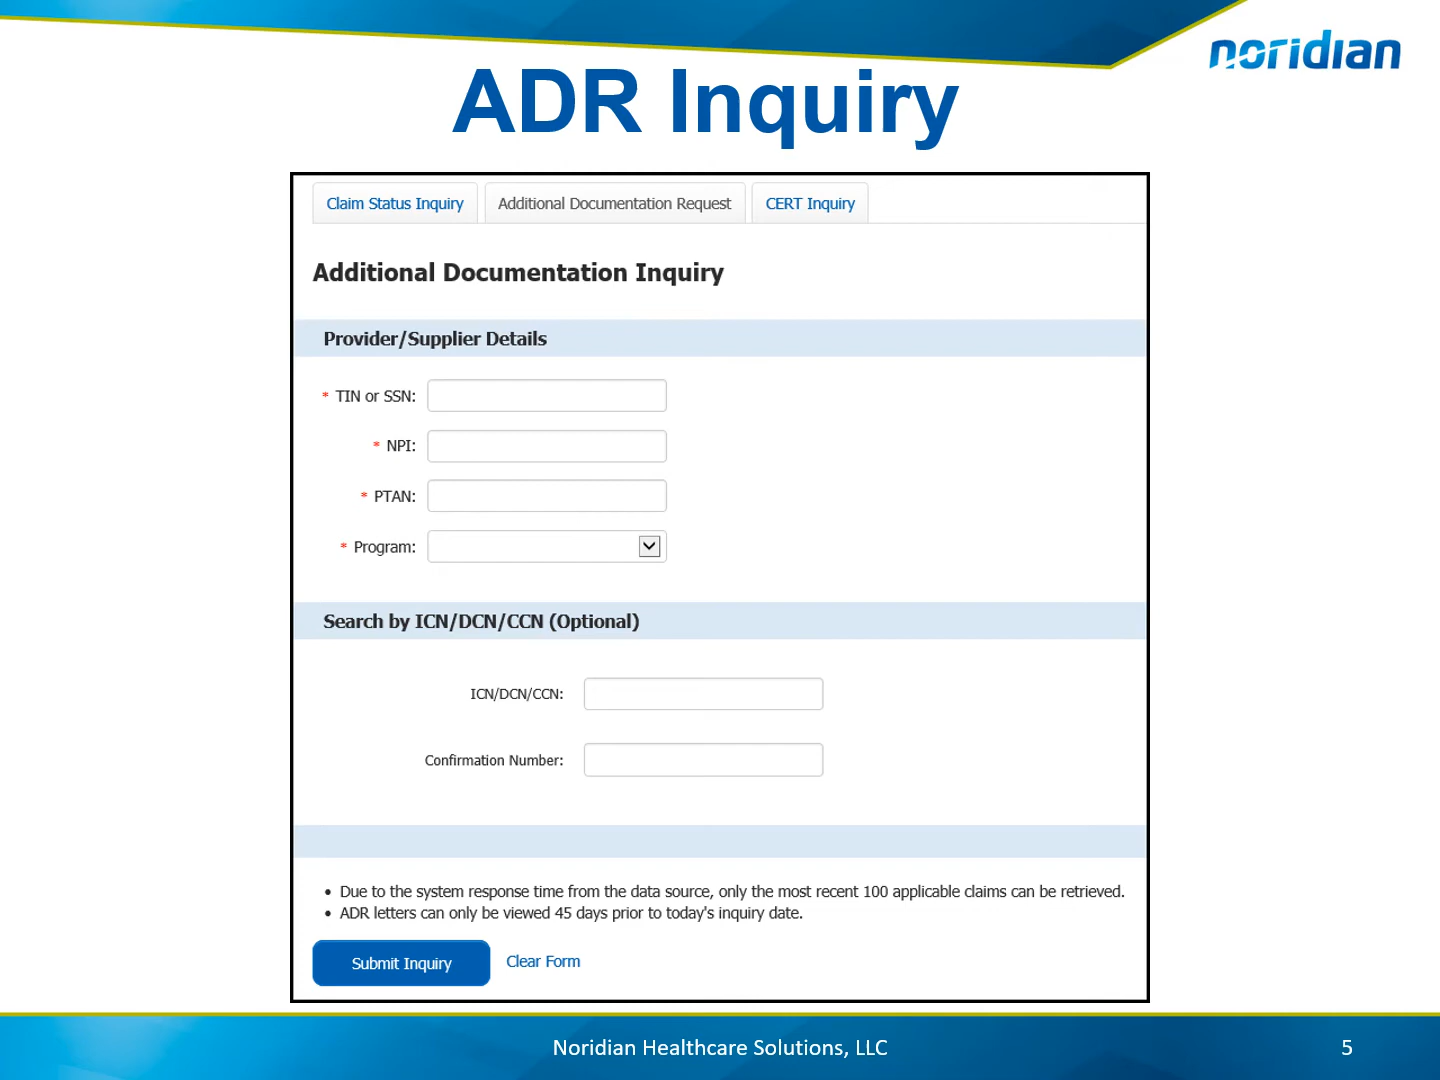 noridian
ADR Inquiry
Claim Status Inquiry Additional Documentation Request CERT Inquiry
Additional Documentation Inquiry
Provider/Supplier Details
* TIN or SSN:
* NPI:
* PTAN:
* Program:
Search by ICN/DCN/CCN (Optional)
ICN/DCN/CCN:
Confirmation Number:
• Due to the system response time from the data source, only the most recent 100 applicable claims can be retrieved.
• ADR letters can only be viewed 45 days prior to today's inquiry date.
Submit Inquiry Clear Form
Noridian Healthcare Solutions, LLC 5